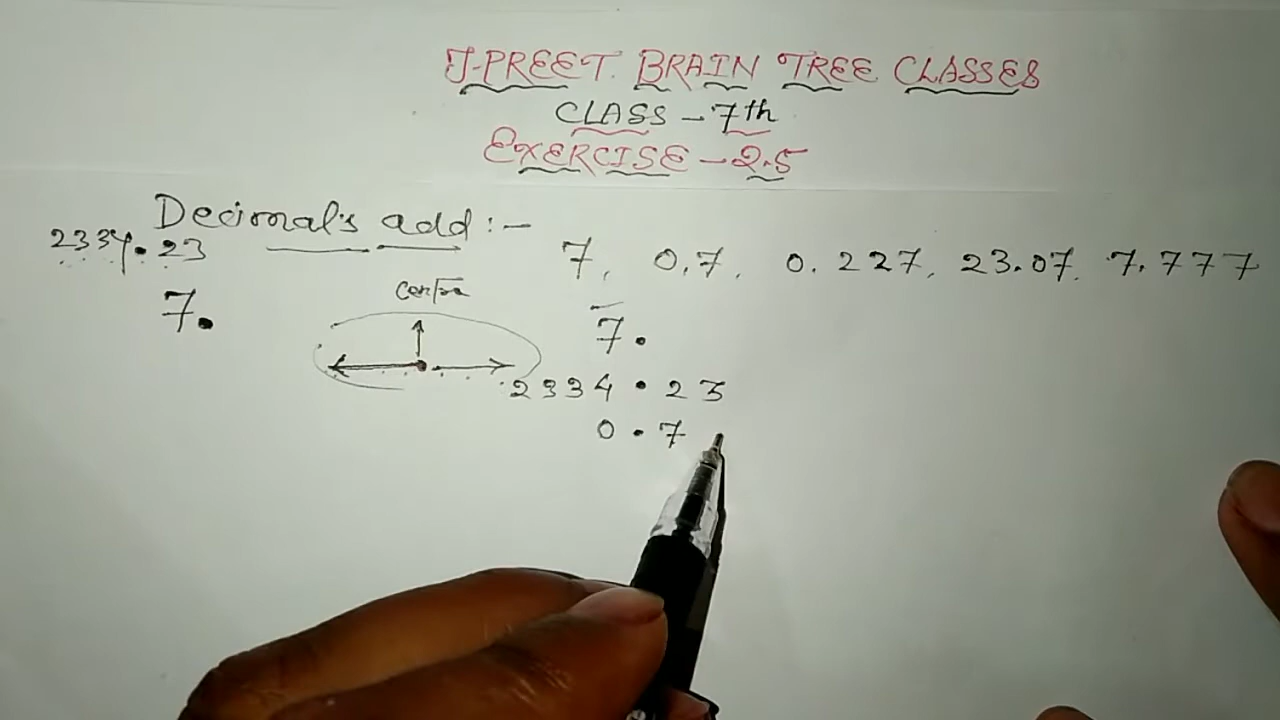 J-PREET. BRAIN TREE CLASSES
CLASS - 7th
EXERCISE - 2.5
Decimal's add :-
2334.23
7, 0.7, 0.227, 23.07, 7.777
7.
7.
2334.23
0.7